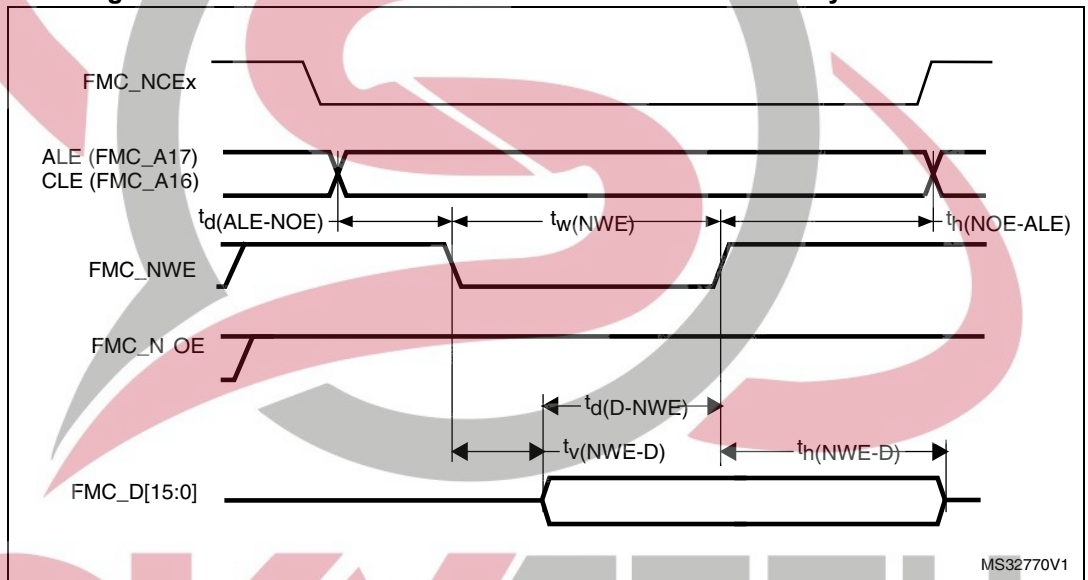 FMC_NCEx
ALE (FMC_A17)
CLE (FMC_A16)
td(ALE-NOE) tw(NWE) th(NOE-ALE)
FMC_NWE
FMC_N OE
td(D-NWE)
tv(NWE-D) th(NWE-D)
FMC_D[15:0]
MS32770V1